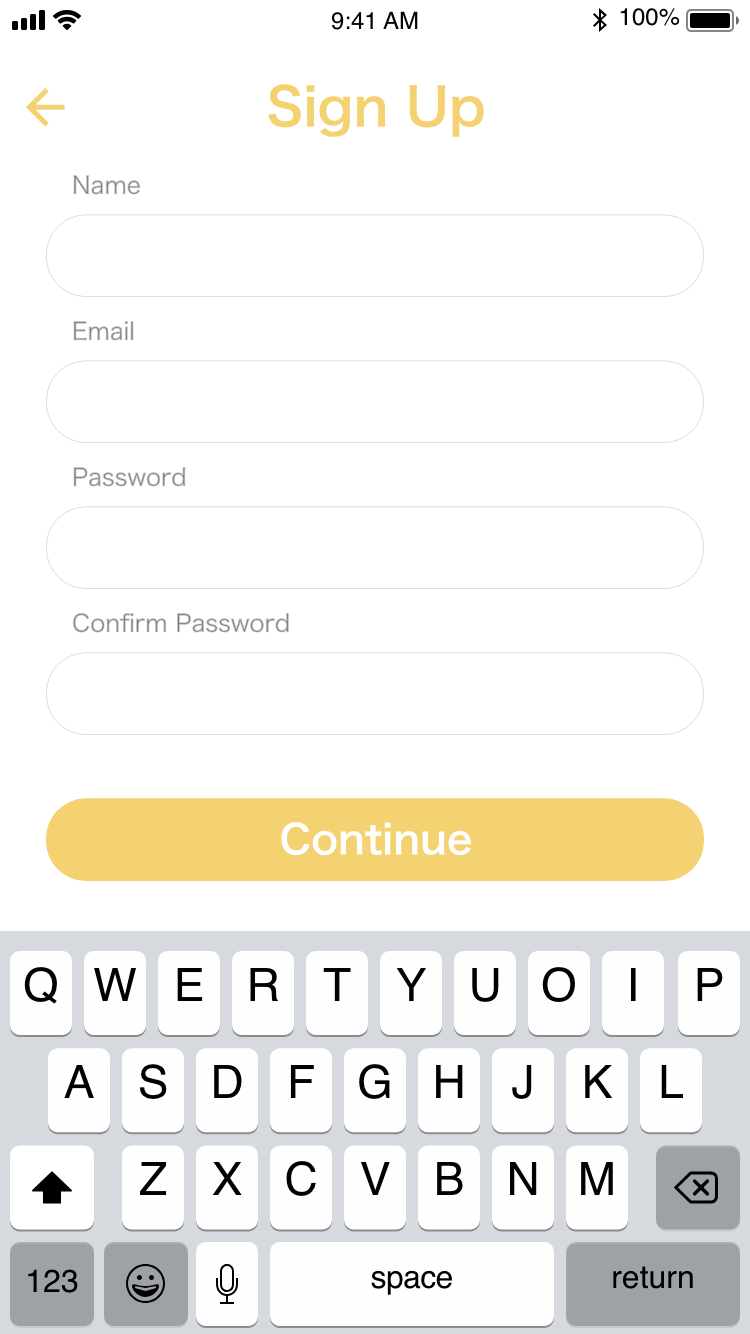 9:41 AM 100%
Sign Up
Name
Email
Password
Confirm Password
Continue
Q W E R T Y U O I P
A S D F G H J K L
Z X C V B N M
123 space return